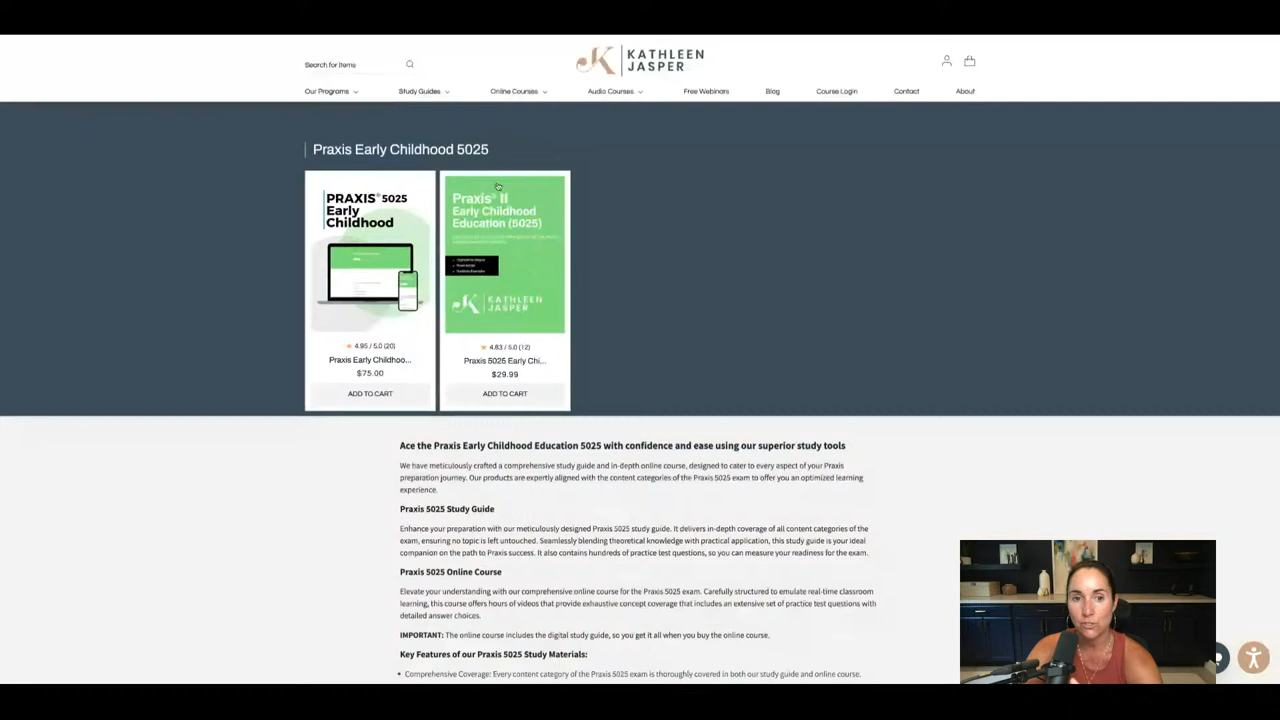 Search for items
KATHLEEN
JASPER
Our Programs
Study Guides
Online Courses
Audio Courses
Free Webinars
Blog
Course Login
Contact
About
Praxis Early Childhood 5025
PRAXIS® 5025
Early
Childhood
★ 4.95 / 5.0 (20)
Praxis Early Childhoo...
$75.00
ADD TO CART
Praxis® II
Early Childhood
Education (5025)
KATHLEEN
JASPER
★ 4.83 / 5.0 (12)
Praxis 5025 Early Chi...
$29.99
ADD TO CART
Ace the Praxis Early Childhood Education 5025 with confidence and ease using our superior study tools
We have meticulously crafted a comprehensive study guide and in-depth online course, designed to cater to every aspect of your Praxis
preparation journey. Our products are expertly aligned with the content categories of the Praxis 5025 exam to offer you an optimized learning
experience.
Praxis 5025 Study Guide
Enhance your preparation with our meticulously designed Praxis 5025 study guide. It delivers in-depth coverage of all content categories of the
exam, ensuring no topic is left untouched. Seamlessly blending theoretical knowledge with practical application, this study guide is your ideal
companion on the path to Praxis success. It also contains hundreds of practice test questions, so you can measure your readiness for the exam.
Praxis 5025 Online Course
Elevate your understanding with our comprehensive online course for the Praxis 5025 exam. Carefully structured to emulate real-time classroom
learning, this course offers hours of videos that provide exhaustive concept coverage that includes an extensive set of practice test questions with
detailed answer choices.
IMPORTANT: The online course includes the digital study guide, so you get it all when you buy the online course.
Key Features of our Praxis 5025 Study Materials:
• Comprehensive Coverage: Every content category of the Praxis 5025 exam is thoroughly covered in both our study guide and online course.